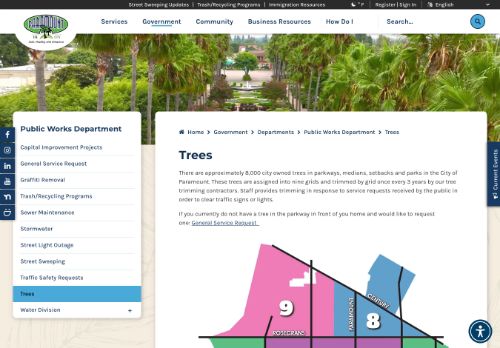 Street Sweeping Updates | Trash/Recycling Programs | Immigration Resources
°F
Register | Sign In
English
PARAMOUNT
Services
Government
Community
Business Resources
How Do I
Search...
Public Works Department
Capital Improvement Projects
General Service Request
Graffiti Removal
Trash/Recycling Programs
Sewer Maintenance
Stormwater
Street Light Outage
Street Sweeping
Traffic Safety Requests
Trees
Water Division +
Home > Government > Departments > Public Works Department > Trees
Trees
There are approximately 8,000 city owned trees in parkways, medians, setbacks and parks in the City of
Paramount. These trees are assigned into nine grids and trimmed by grid once every 3 years by our tree
trimming contractors. Staff provides trimming in response to service requests received by the public in
order to clear traffic signs or lights.
If you currently do not have a tree in the parkway in front of you home and would like to request
one General Service Request.
9
8
PARAMOUNT
CENTURY
ROSECRANS
Current Events